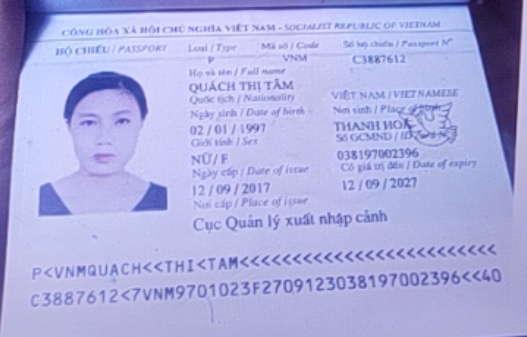 CỘNG HÒA XÃ HỘI CHỦ NGHĨA VIỆT NAM - SOCIALIST REPUBLIC OF VIETNAM
HỘ CHIẾU / PASSPORT Loại / Type Mã số / Code Số hộ chiếu / Passport Nº
P VNM C3887612
Họ và tên / Full name
QUÁCH THỊ TÂM
Quốc tịch / Nationality VIỆT NAM / VIETNAMESE
Ngày sinh / Date of birth Nơi sinh / Place of birth
02 / 01 / 1997 THANH HOÁ
Giới tính / Sex Số GCMND / ID
NỮ / F 038197002396
Ngày cấp / Date of issue Có giá trị đến / Date of expiry
12 / 09 / 2017 12 / 09 / 2027
Nơi cấp / Place of issue
Cục Quản lý xuất nhập cảnh
P<VNMQUACH<<THI<TAM<<<<<<<<<<<<<<<<<<<<<<<<<
C3887612<7VNM9701023F2709123038197002396<<40